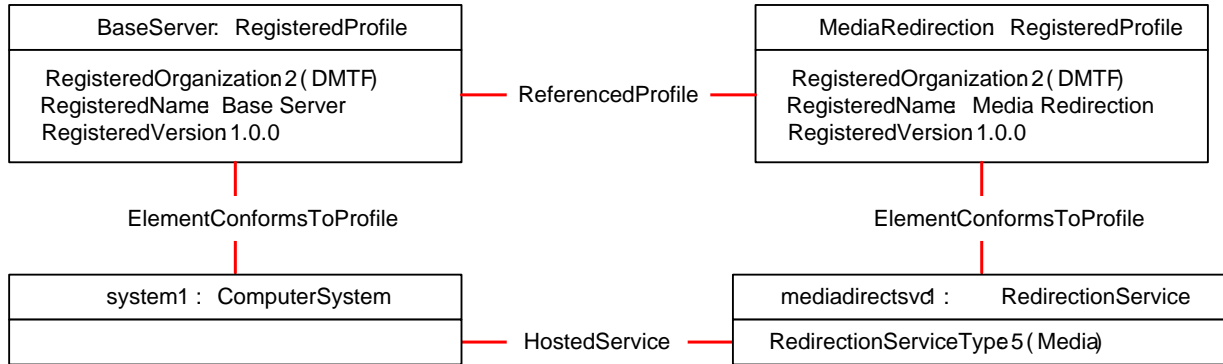 BaseServer: RegisteredProfile
RegisteredOrganization: 2 ( DMTF)
RegisteredName: Base Server
RegisteredVersion: 1.0.0
ReferencedProfile
MediaRedirection: RegisteredProfile
RegisteredOrganization: 2 ( DMTF)
RegisteredName: Media Redirection
RegisteredVersion: 1.0.0
ElementConformsToProfile
ElementConformsToProfile
system1 : ComputerSystem
HostedService
mediadirectsvc1 : RedirectionService
RedirectionServiceType: 5 ( Media)